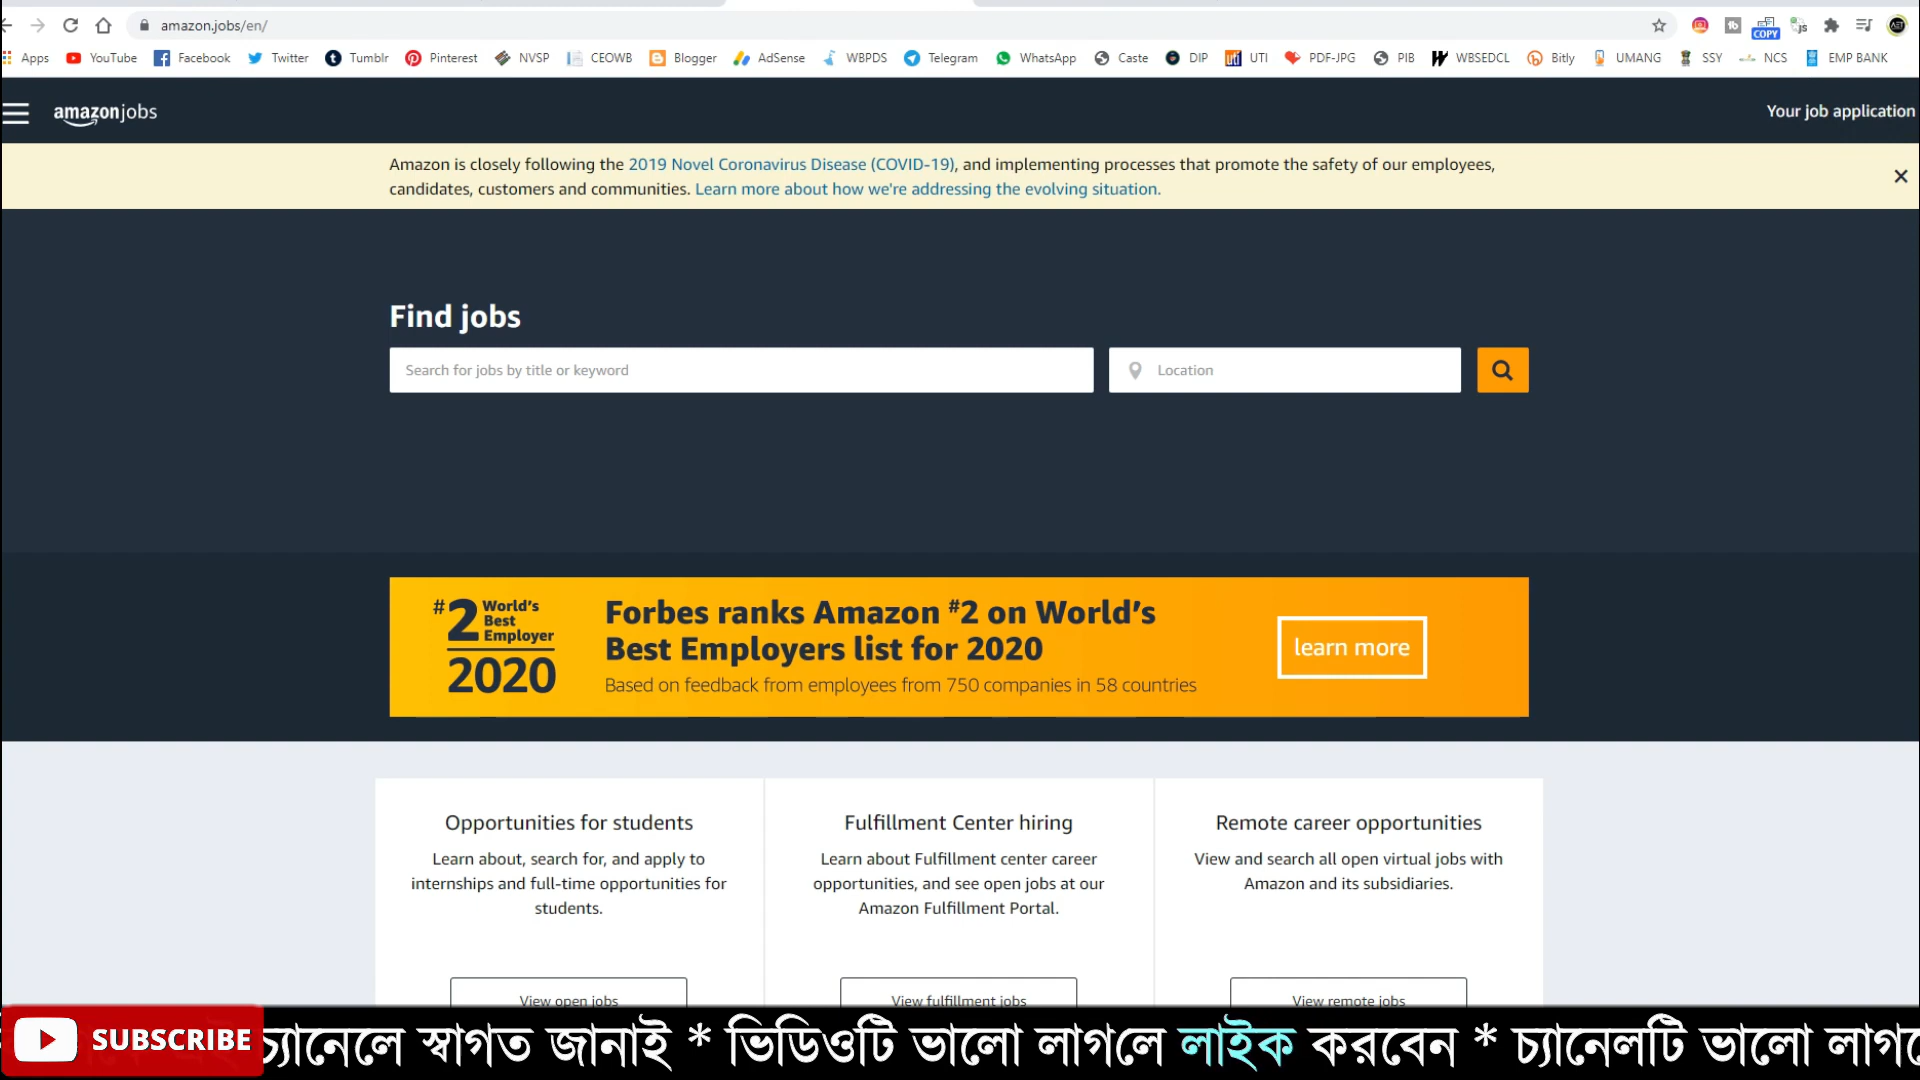 amazon.jobs/en/
COPY
Apps YouTube Facebook Twitter Tumblr Pinterest NVSP CEOWB Blogger AdSense WBPDS Telegram WhatsApp Caste DIP UTI PDF-JPG PIB WBSEDCL Bitly UMANG SSY NCS EMP BANK
amazon jobs
Your job application
Amazon is closely following the 2019 Novel Coronavirus Disease (COVID-19), and implementing processes that promote the safety of our employees,
candidates, customers and communities. Learn more about how we're addressing the evolving situation.
Find jobs
Search for jobs by title or keyword
Location
#2 World's Best Employer
2020
Forbes ranks Amazon #2 on World's
Best Employers list for 2020
Based on feedback from employees from 750 companies in 58 countries
learn more
Opportunities for students
Learn about, search for, and apply to
internships and full-time opportunities for
students.
View open jobs
Fulfillment Center hiring
Learn about Fulfillment center career
opportunities, and see open jobs at our
Amazon Fulfillment Portal.
View fulfillment jobs
Remote career opportunities
View and search all open virtual jobs with
Amazon and its subsidiaries.
View remote jobs
SUBSCRIBE
চ্যানেলে স্বাগত জানাই * ভিডিওটি ভালো লাগলে লাইক করবেন * চ্যানেলটি ভালো